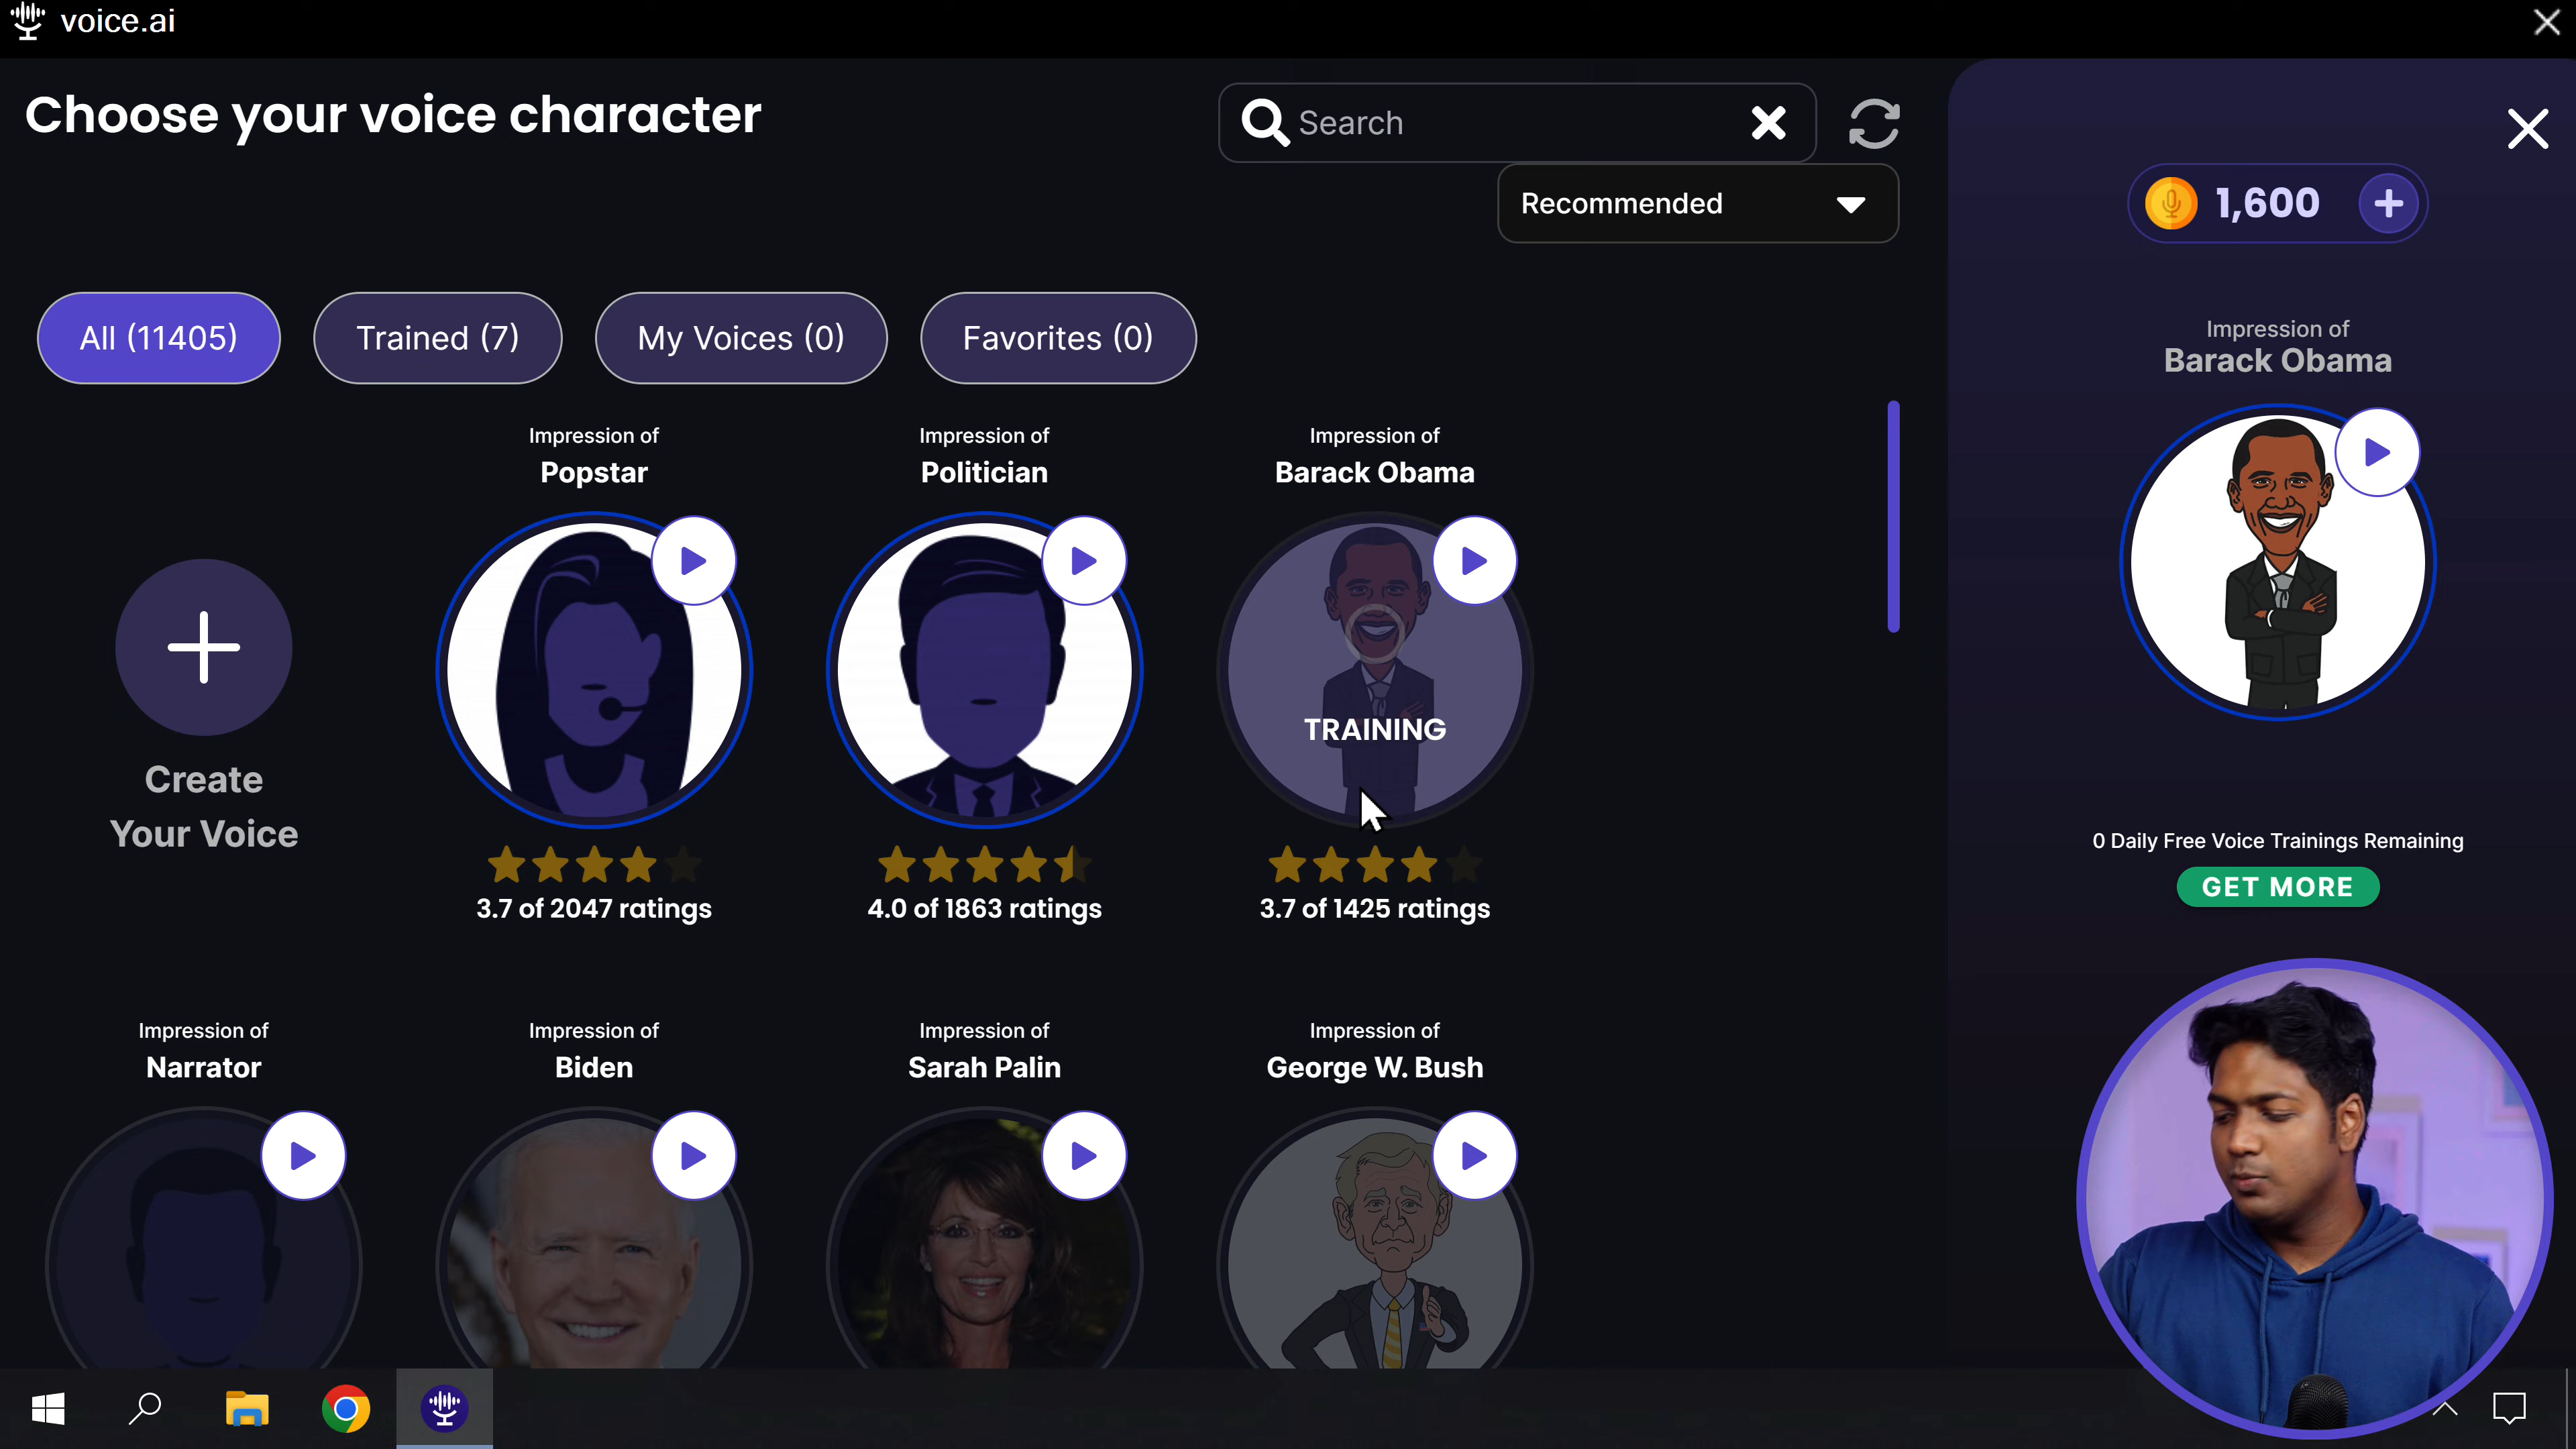 voice.ai
Choose your voice character
Search
Recommended
1,600
All (11405)
Trained (7)
My Voices (0)
Favorites (0)
Impression of
Popstar
Impression of
Politician
Impression of
Barack Obama
TRAINING
Create
Your Voice
3.7 of 2047 ratings
4.0 of 1863 ratings
3.7 of 1425 ratings
Impression of
Narrator
Impression of
Biden
Impression of
Sarah Palin
Impression of
George W. Bush
Impression of
Barack Obama
0 Daily Free Voice Trainings Remaining
GET MORE